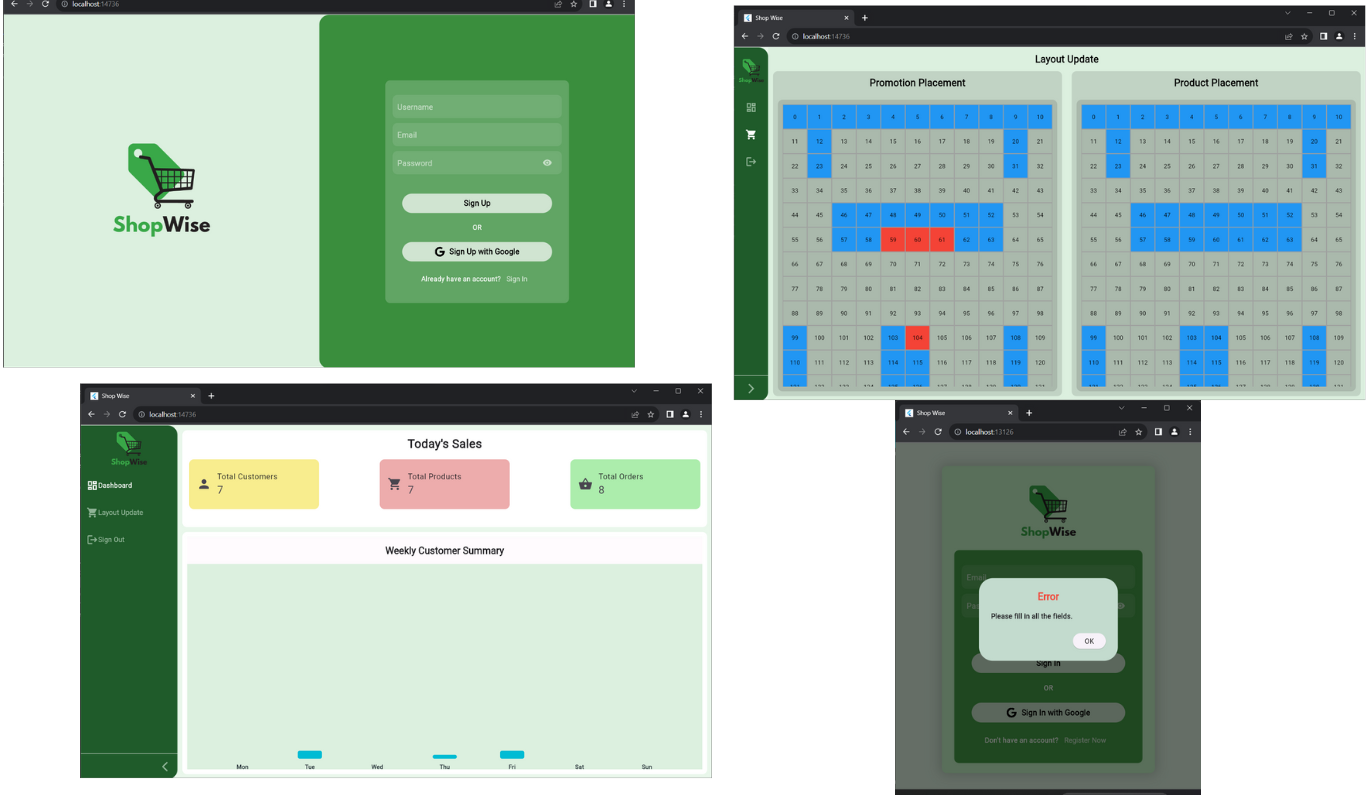 localhost:14736
ShopWise
Username
Email
Password
Sign Up
OR
G Sign Up with Google
Already have an account? Sign In
Shop Wise
localhost:14736
ShopWise
Layout Update
Promotion Placement
0 1 2 3 4 5 6 7 8 9 10
11 12 13 14 15 16 17 18 19 20 21
22 23 24 25 26 27 28 29 30 31 32
33 34 35 36 37 38 39 40 41 42 43
44 45 46 47 48 49 50 51 52 53 54
55 56 57 58 59 60 61 62 63 64 65
66 67 68 69 70 71 72 73 74 75 76
77 78 79 80 81 82 83 84 85 86 87
88 89 90 91 92 93 94 95 96 97 98
99 100 101 102 103 104 105 106 107 108 109
110 111 112 113 114 115 116 117 118 119 120
Product Placement
0 1 2 3 4 5 6 7 8 9 10
11 12 13 14 15 16 17 18 19 20 21
22 23 24 25 26 27 28 29 30 31 32
33 34 35 36 37 38 39 40 41 42 43
44 45 46 47 48 49 50 51 52 53 54
55 56 57 58 59 60 61 62 63 64 65
66 67 68 69 70 71 72 73 74 75 76
77 78 79 80 81 82 83 84 85 86 87
88 89 90 91 92 93 94 95 96 97 98
99 100 101 102 103 104 105 106 107 108 109
110 111 112 113 114 115 116 117 118 119 120
Shop Wise
localhost:14736
ShopWise
Dashboard
Layout Update
Sign Out
Today's Sales
Total Customers
7
Total Products
7
Total Orders
8
Weekly Customer Summary
Mon Tue Wed Thu Fri Sat Sun
Shop Wise
localhost:13126
ShopWise
Error
Please fill in all the fields.
OK
Sign In
OR
G Sign In with Google
Don't have an account? Register Now